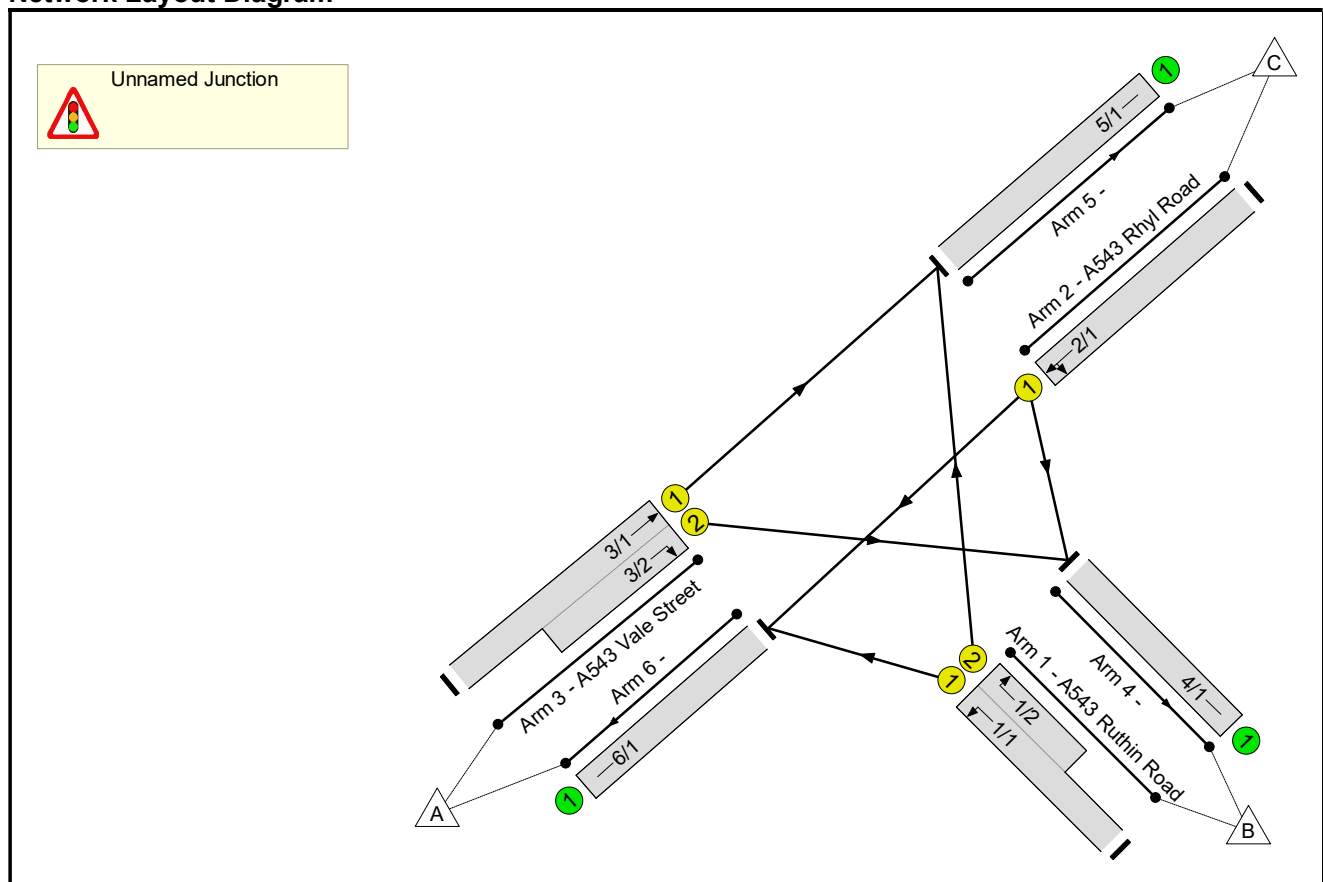 Network Layout Diagram
Unnamed Junction
C
1
5/1
Arm 5 -
Arm 2 - A543 Rhyl Road
2/1
1
1
2
3/1
3/2
Arm 3 - A543 Vale Street
Arm 6 -
6/1
1
A
1
2
1/1
1/2
Arm 1 - A543 Ruthin Road
Arm 4 -
4/1
1
B